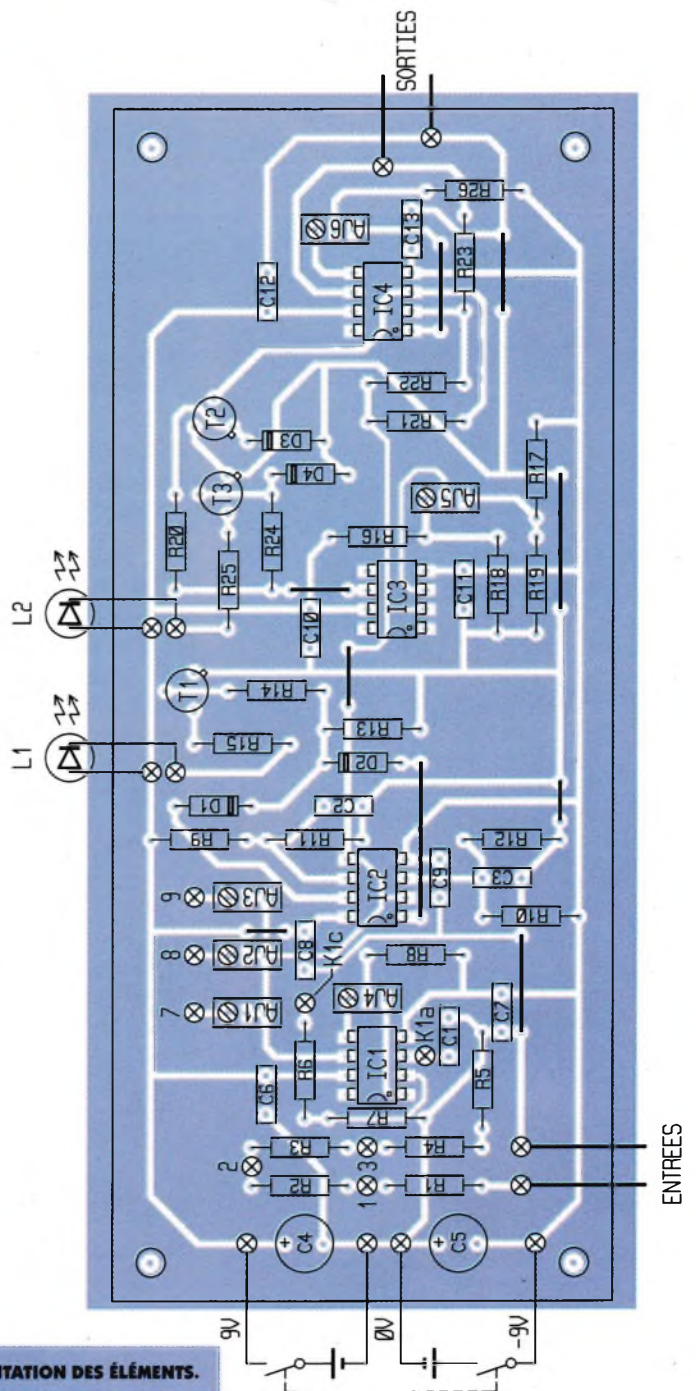 SORTIES
R26
AJ6
C13
R23
C12
IC4
T2
R22
R21
D3
D4
R17
T3
AJ5
R20
R24
R16
R25
L2
IC3
C11
R18
R19
C10
T1
R14
L1
R15
R13
D2
D1
C2
R9
R11
R12
IC2
C9
C3
9
AJ3
R10
8
AJ2
C8
K1c
R8
7
AJ1
AJ4
C7
R6
IC1
K1a
C1
C6
R5
R7
R3
R4
2
3
R2
1
R1
ENTREES
C4
+
C5
+
9V
0V
-9V
TATION DES ÉLÉMENTS.